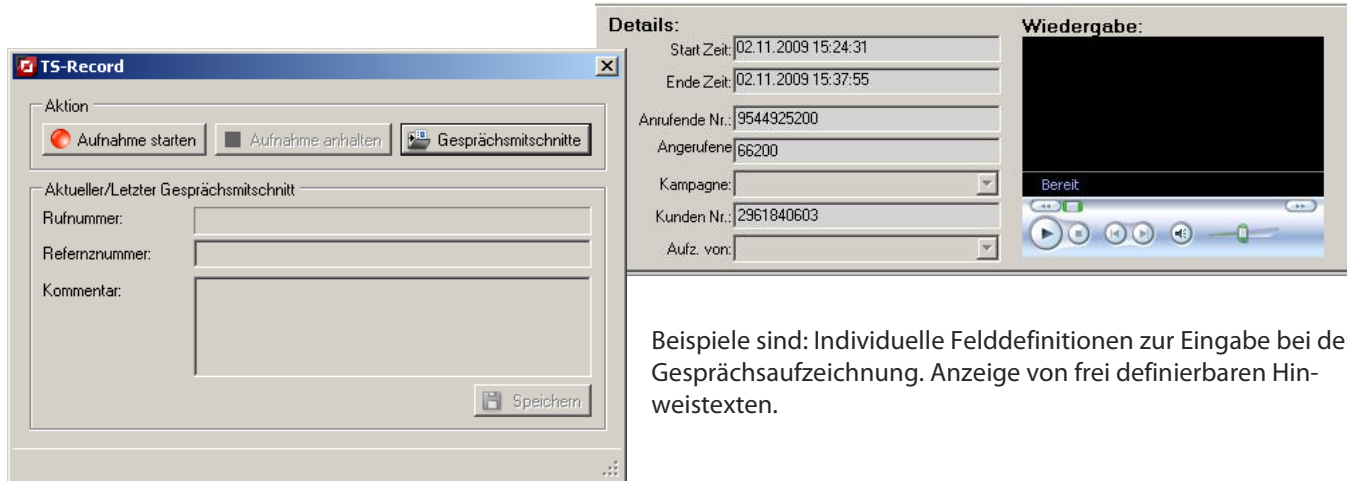 TS-Record
Aktion
Aufnahme starten
Aufnahme anhalten
Gesprächsmitschnitte
Aktueller/Letzter Gesprächsmitschnitt
Rufnummer:
Refernznummer:
Kommentar:
Speichern
Details:
Start Zeit: 02.11.2009 15:24:31
Ende Zeit: 02.11.2009 15:37:55
Anrufende Nr.: 9544925200
Angerufene 66200
Kampagne:
Kunden Nr.: 2961840603
Aufz. von:
Wiedergabe:
Bereit
Beispiele sind: Individuelle Felddefinitionen zur Eingabe bei de
Gesprächsaufzeichnung. Anzeige von frei definierbaren Hin-
weistexten.